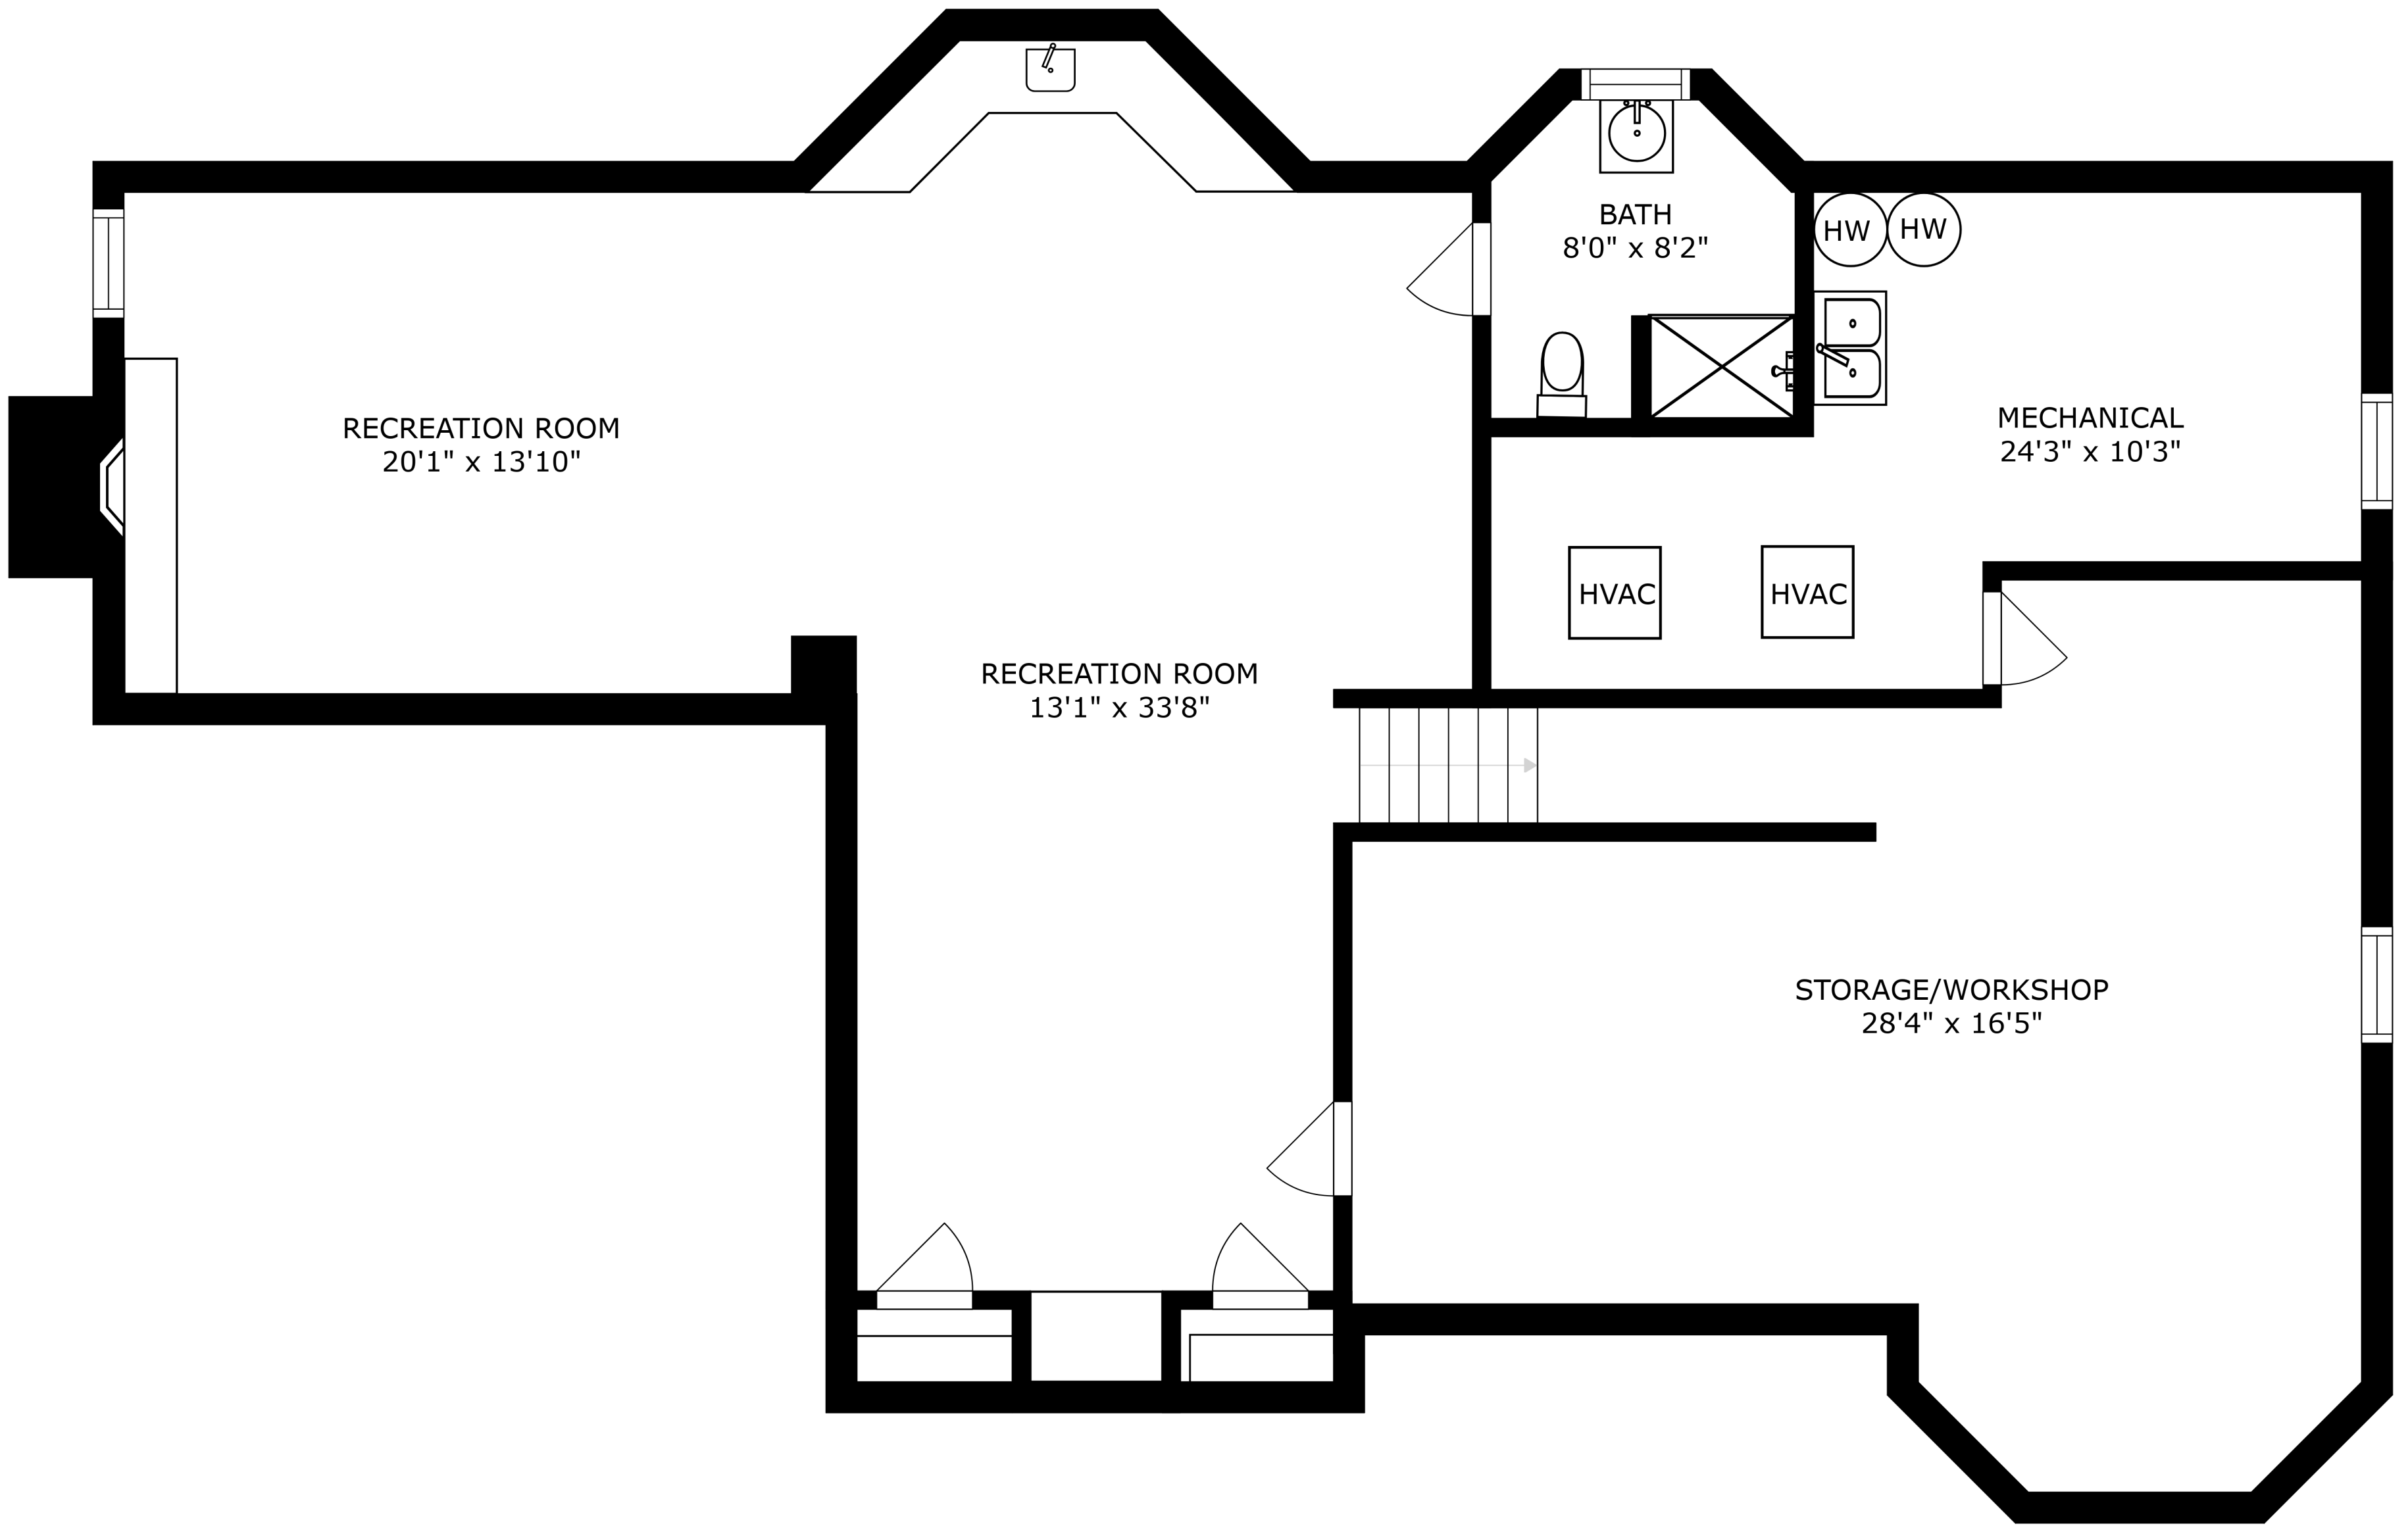 BATH
8'0" x 8'2"
HW
HW
RECREATION ROOM
20'1" x 13'10"
MECHANICAL
24'3" x 10'3"
HVAC
HVAC
RECREATION ROOM
13'1" x 33'8"
STORAGE/WORKSHOP
28'4" x 16'5"